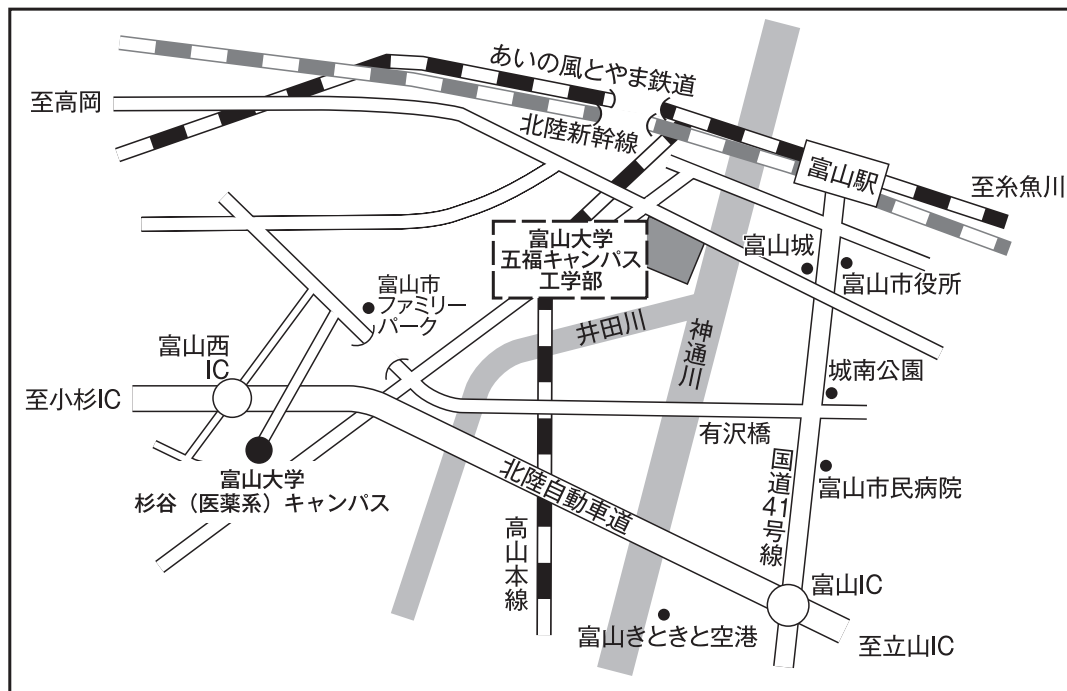 あいの風とやま鉄道
至高岡
北陸新幹線
富山駅
至糸魚川
富山大学
五福キャンパス
工学部
富山城
富山市役所
富山市
ファミリー
パーク
井田川
神通川
富山西
IC
城南公園
至小杉IC
有沢橋
富山大学
杉谷（医薬系）キャンパス
北陸自動車道
国道41号線
富山市民病院
高山本線
富山IC
富山きときと空港
至立山IC